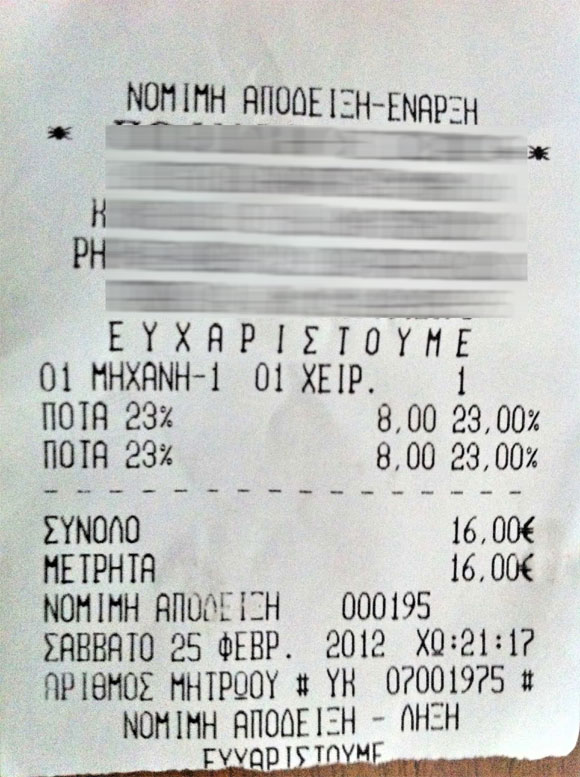 ΝΟΜΙΜΗ ΑΠΟΔΕΙΞΗ-ΕΝΑΡΞΗ
Ε Υ Χ Α Ρ Ι Σ Τ Ο Υ Μ Ε
01 ΜΗΧΑΝΗ-1 01 ΧΕΙΡ. 1
ΠΟΤΑ 23% 8,00 23,00%
ΠΟΤΑ 23% 8,00 23,00%
- - - - - - - - - - - - - - - - - -
ΣΥΝΟΛΟ 16,00€
ΜΕΤΡΗΤΑ 16,00€
ΝΟΜΙΜΗ ΑΠΟΔΕΙΞΗ 000195
ΣΑΒΒΑΤΟ 25 ΦΕΒΡ. 2012 ΧΩ:21:17
ΑΡΙΘΜΟΣ ΜΗΤΡΩΟΥ # ΥΚ 07001975 #
ΝΟΜΙΜΗ ΑΠΟΔΕΙΞΗ - ΛΗΞΗ
ΕΥΧΑΡΙΣΤΟΥΜΕ